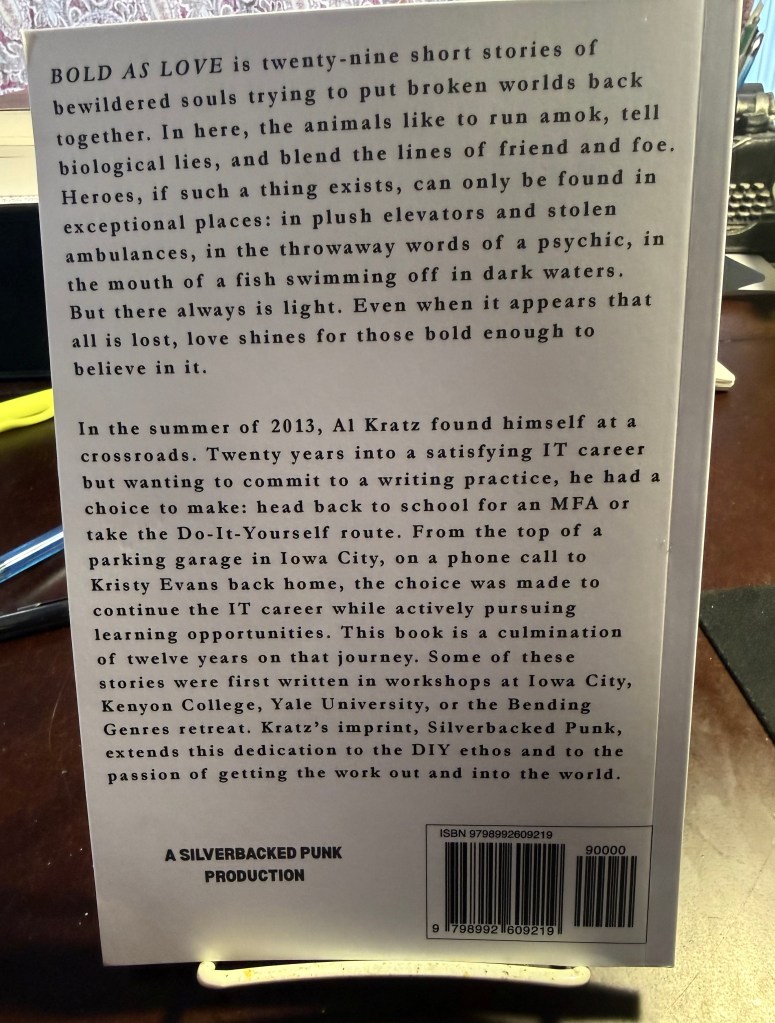 BOLD AS LOVE is twenty-nine short stories of
bewildered souls trying to put broken worlds back
together. In here, the animals like to run amok, tell
biological lies, and blend the lines of friend and foe.
Heroes, if such a thing exists, can only be found in
exceptional places: in plush elevators and stolen
ambulances, in the throwaway words of a psychic, in
the mouth of a fish swimming off in dark waters.
But there always is light. Even when it appears that
all is lost, love shines for those bold enough to
believe in it.
In the summer of 2013, Al Kratz found himself at a
crossroads. Twenty years into a satisfying IT career
but wanting to commit to a writing practice, he had a
choice to make: head back to school for an MFA or
take the Do-It-Yourself route. From the top of a
parking garage in Iowa City, on a phone call to
Kristy Evans back home, the choice was made to
continue the IT career while actively pursuing
learning opportunities. This book is a culmination
of twelve years on that journey. Some of these
stories were first written in workshops at Iowa City,
Kenyon College, Yale University, or the Bending
Genres retreat. Kratz's imprint, Silverbacked Punk,
extends this dedication to the DIY ethos and to the
passion of getting the work out and into the world.
A SILVERBACKED PUNK
PRODUCTION
ISBN 9798992609219
90000
9 798992 609219